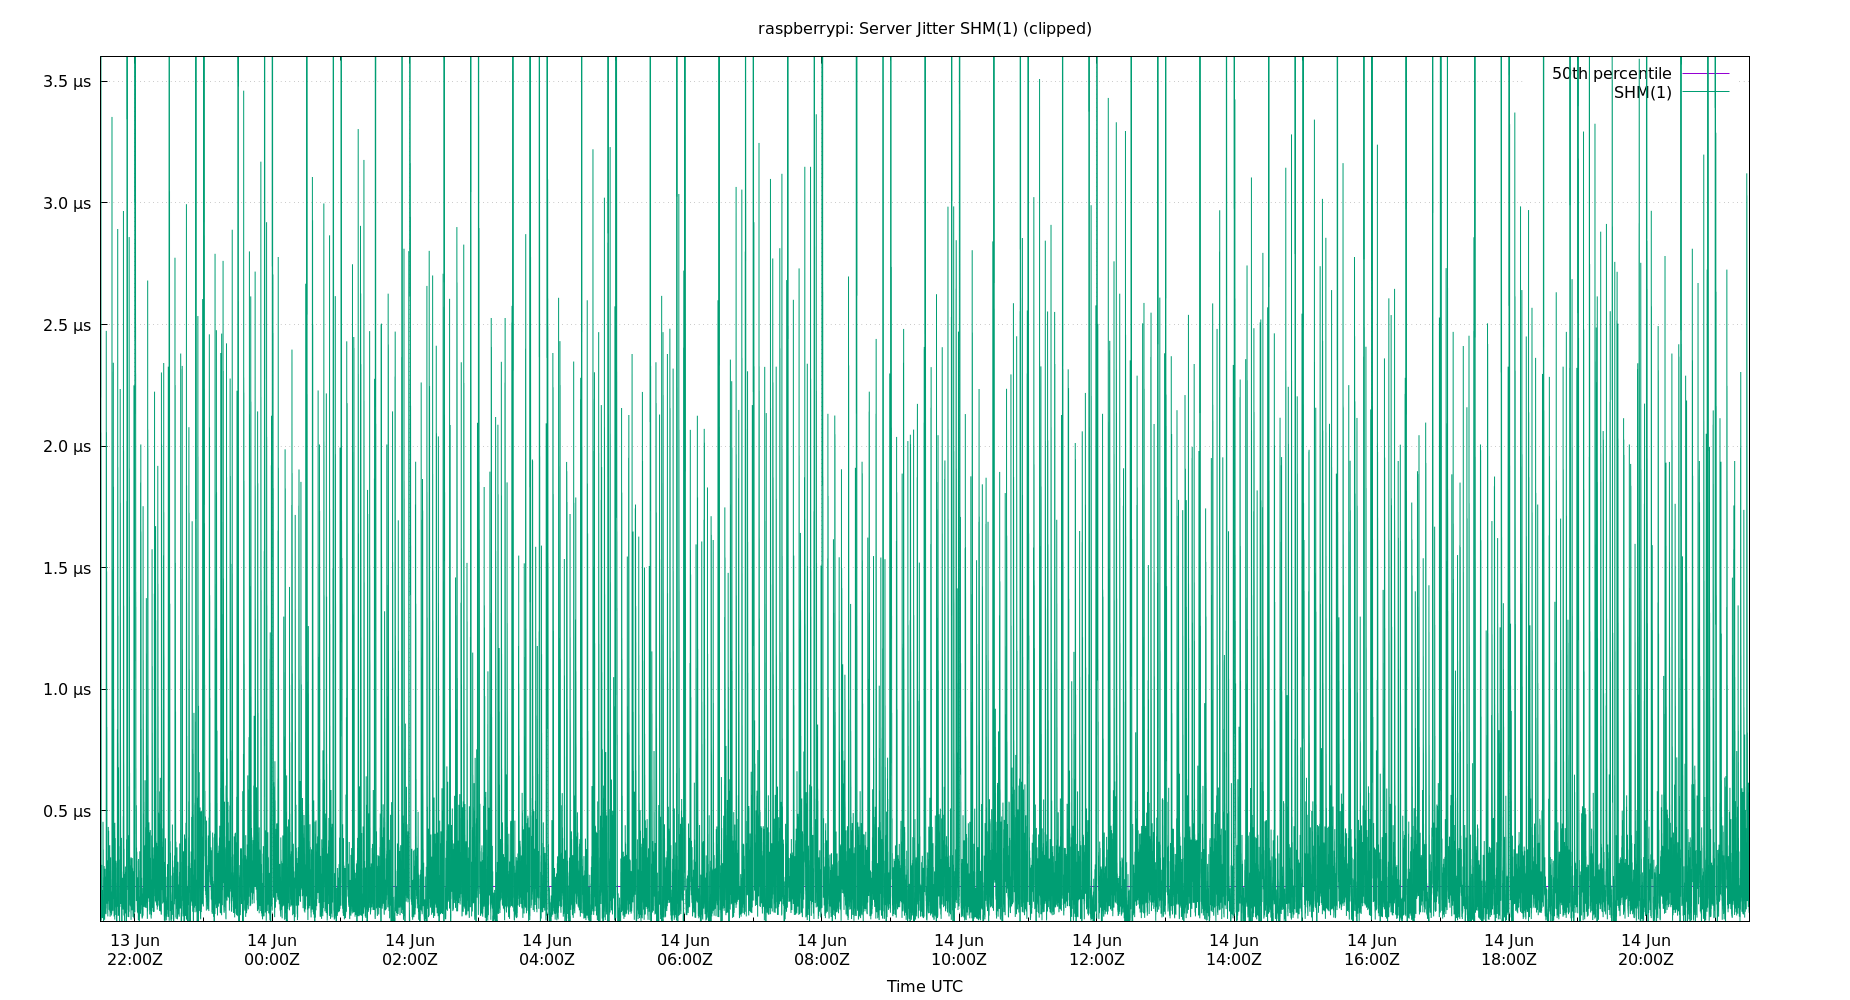 raspberrypi: Server Jitter SHM(1) (clipped)
50th percentile
SHM(1)
3.5 µs
3.0 µs
2.5 µs
2.0 µs
1.5 µs
1.0 µs
0.5 µs
13 Jun 14 Jun 14 Jun 14 Jun 14 Jun 14 Jun 14 Jun 14 Jun 14 Jun 14 Jun 14 Jun 14 Jun
22:00Z 00:00Z 02:00Z 04:00Z 06:00Z 08:00Z 10:00Z 12:00Z 14:00Z 16:00Z 18:00Z 20:00Z
Time UTC